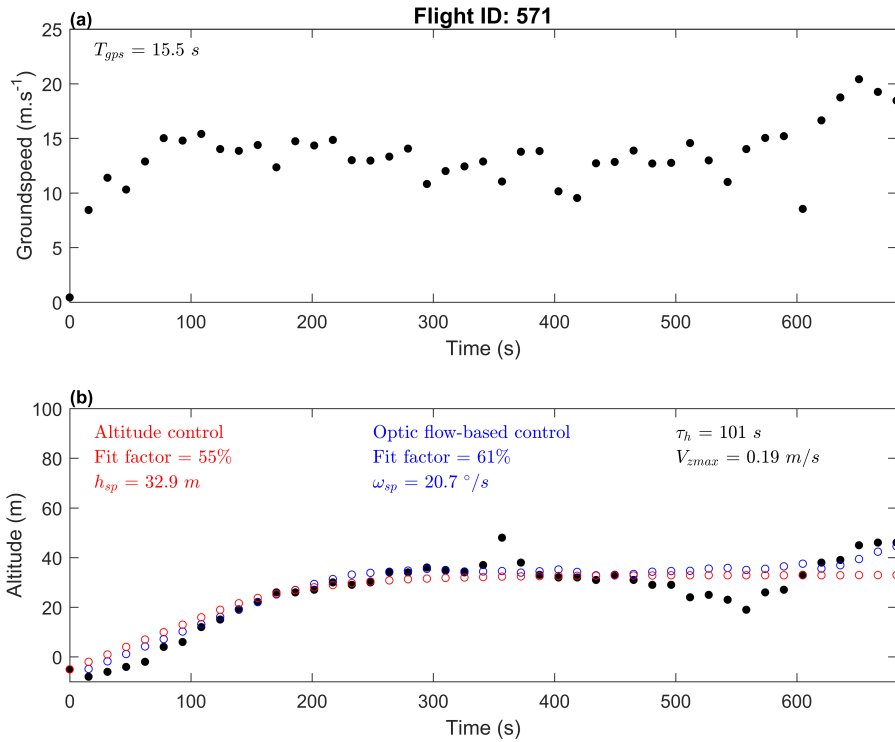 Flight ID: 571
(a)
T_gps = 15.5 s
25
20
15
10
5
0
Groundspeed (m.s⁻¹)
0 100 200 300 400 500 600
Time (s)
(b)
Altitude control
Fit factor = 55%
h_sp = 32.9 m
Optic flow-based control
Fit factor = 61%
ω_sp = 20.7 °/s
τ_h = 101 s
V_zmax = 0.19 m/s
100
80
60
40
20
0
Altitude (m)
0 100 200 300 400 500 600
Time (s)